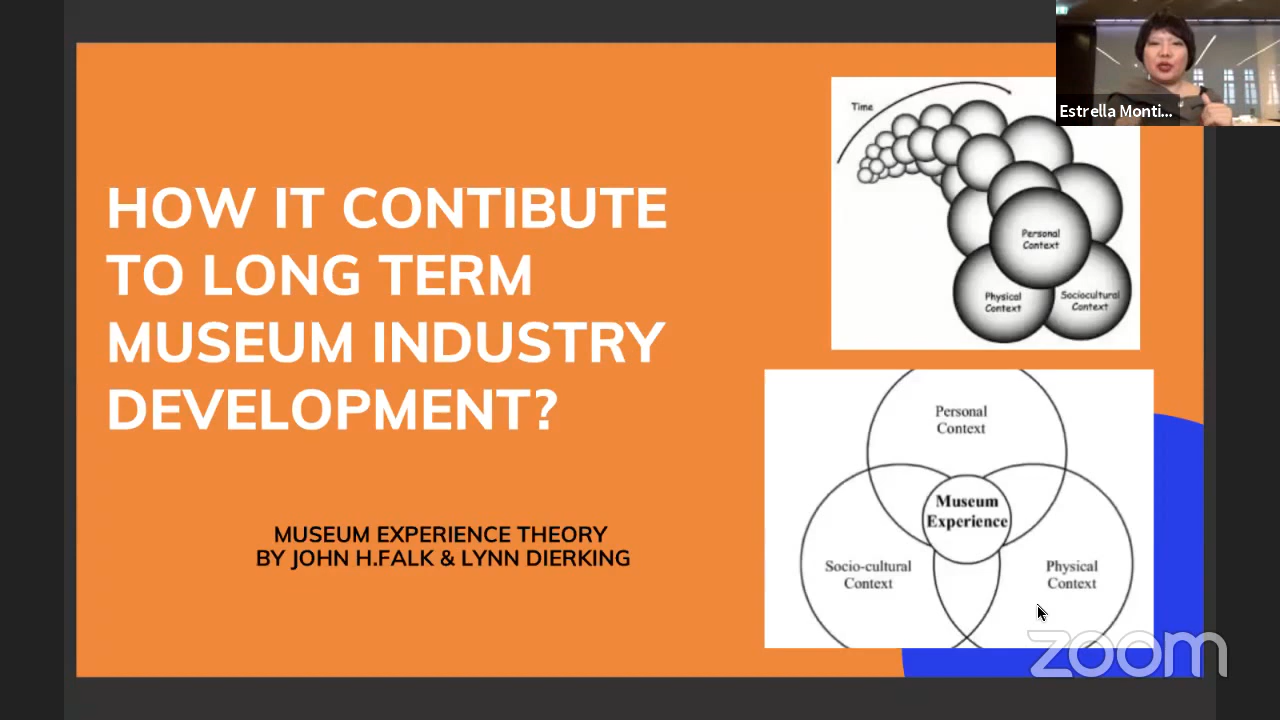 HOW IT CONTIBUTE
TO LONG TERM
MUSEUM INDUSTRY
DEVELOPMENT?
MUSEUM EXPERIENCE THEORY
BY JOHN H.FALK & LYNN DIERKING
Time
Personal
Context
Physical
Context
Sociocultural
Context
Personal
Context
Museum
Experience
Socio-cultural
Context
Physical
Context
Estrella Monti...
zoom